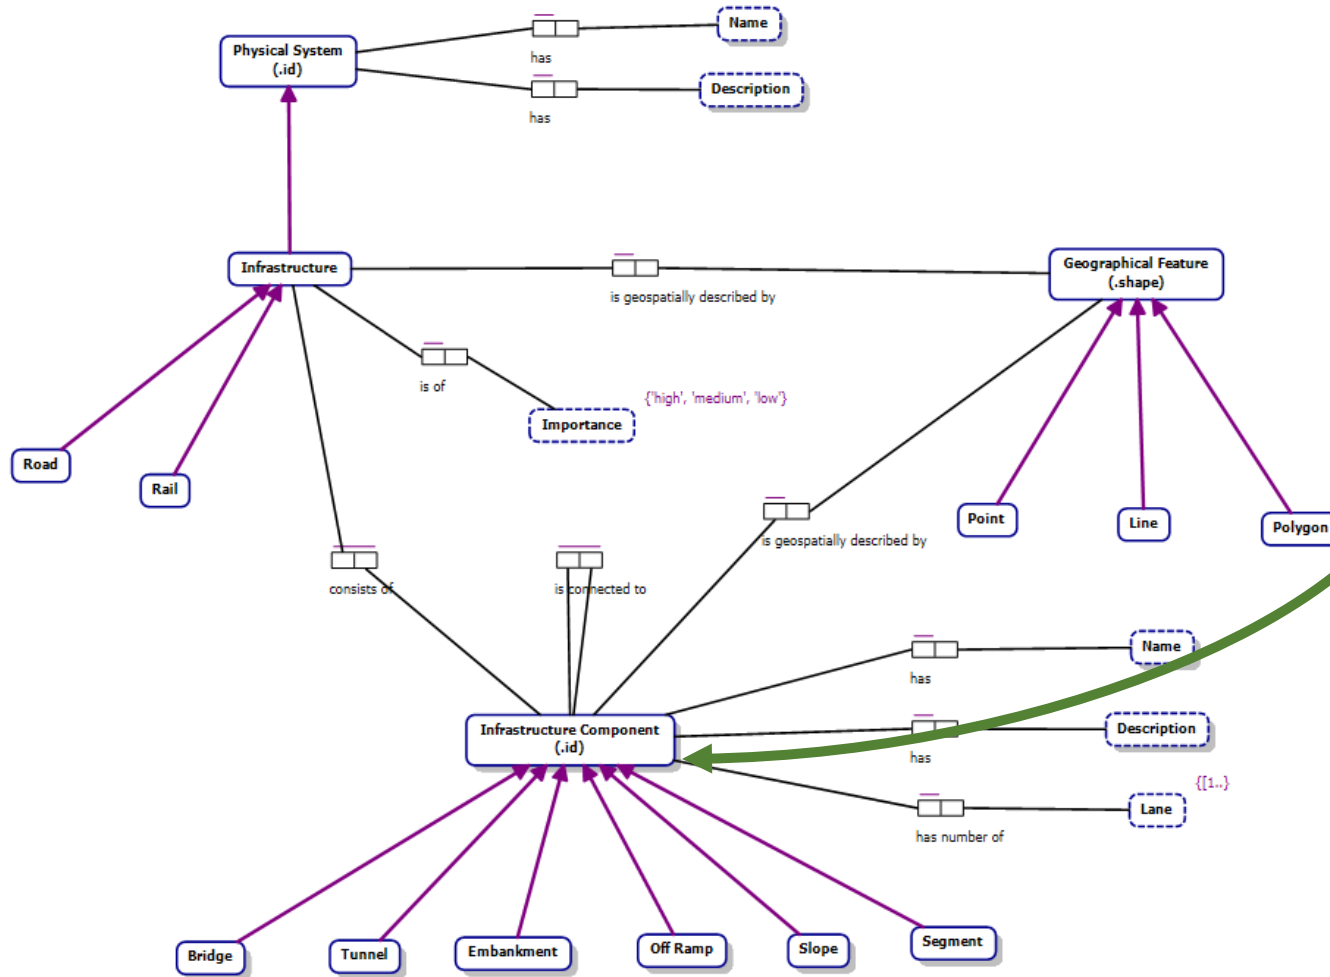 Name
Physical System
(.id)
has
Description
has
Infrastructure
Geographical Feature
(.shape)
is geospatially described by
is of
{'high', 'medium', 'low'}
Importance
Road
Rail
Point
Line
Polygon
is geospatially described by
consists of
is connected to
Name
has
Infrastructure Component
(.id)
Description
has
{[1..}
Lane
has number of
Bridge
Tunnel
Embankment
Off Ramp
Slope
Segment